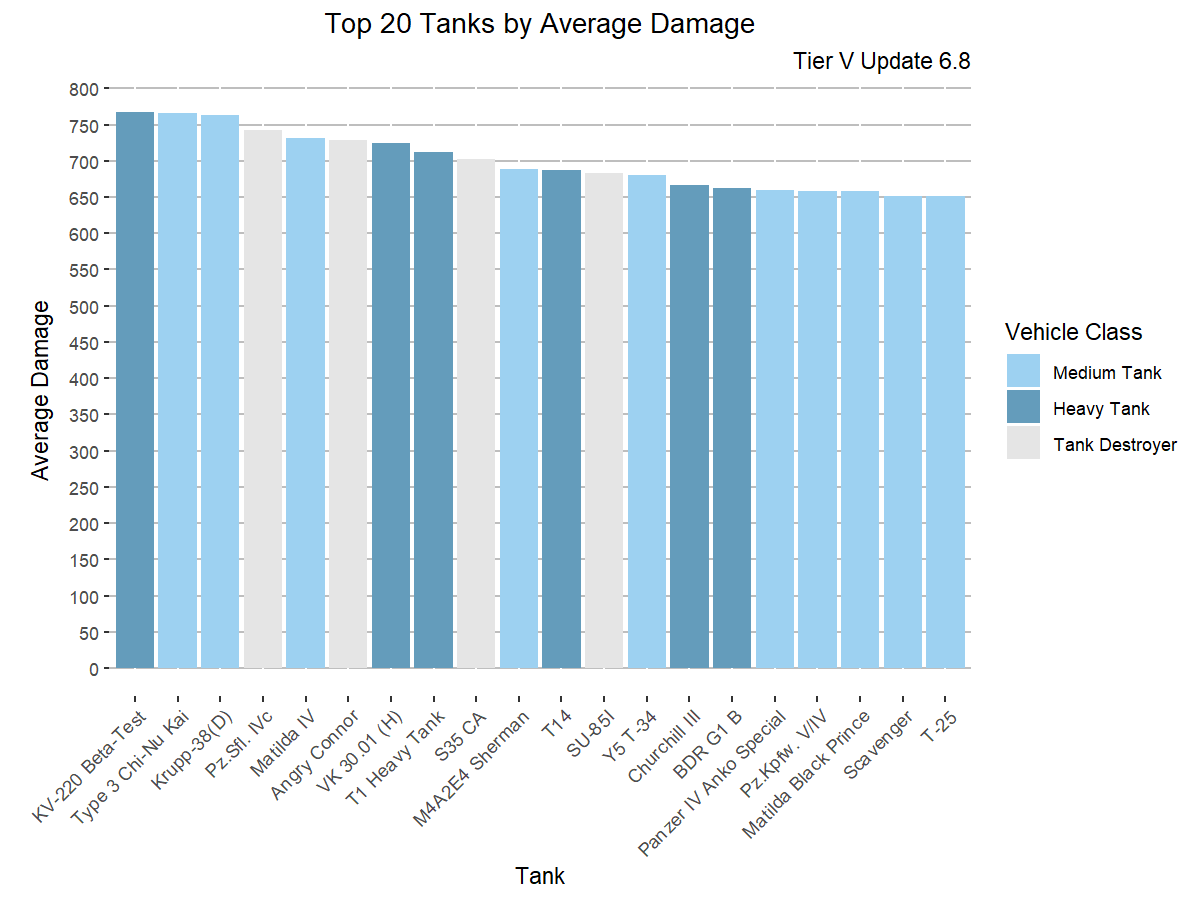 Top 20 Tanks by Average Damage
Tier V Update 6.8
Average Damage
800
750
700
650
600
550
500
450
400
350
300
250
200
150
100
50
0
KV-220 Beta-Test
Type 3 Chi-Nu Kai
Krupp-38(D)
Pz.Sfl. IVc
Matilda IV
Angry Connor
VK 30.01 (H)
T1 Heavy Tank
S35 CA
M4A2E4 Sherman
T14
SU-85I
Y5 T-34
Churchill III
BDR G1 B
Panzer IV Anko Special
Pz.Kpfw. V/IV
Matilda Black Prince
Scavenger
T-25
Tank
Vehicle Class
Medium Tank
Heavy Tank
Tank Destroyer